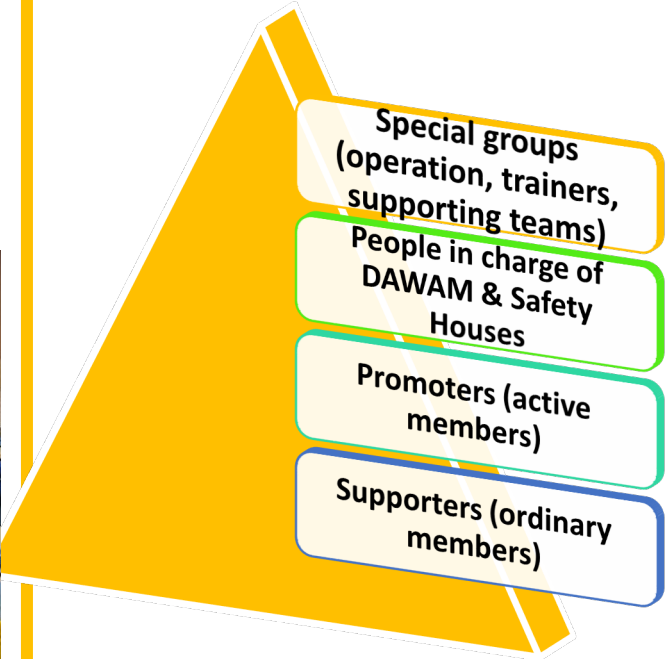 Special groups
(operation, trainers,
supporting teams)
People in charge of
DAWAM & Safety
Houses
Promoters (active
members)
Supporters (ordinary
members)